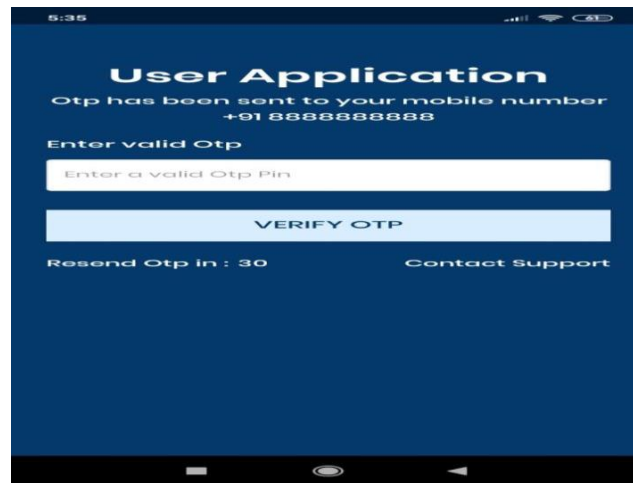 5:35
61
User Application
Otp has been sent to your mobile number
+91 8888888888
Enter valid Otp
Enter a valid Otp Pin
VERIFY OTP
Resend Otp in : 30
Contact Support